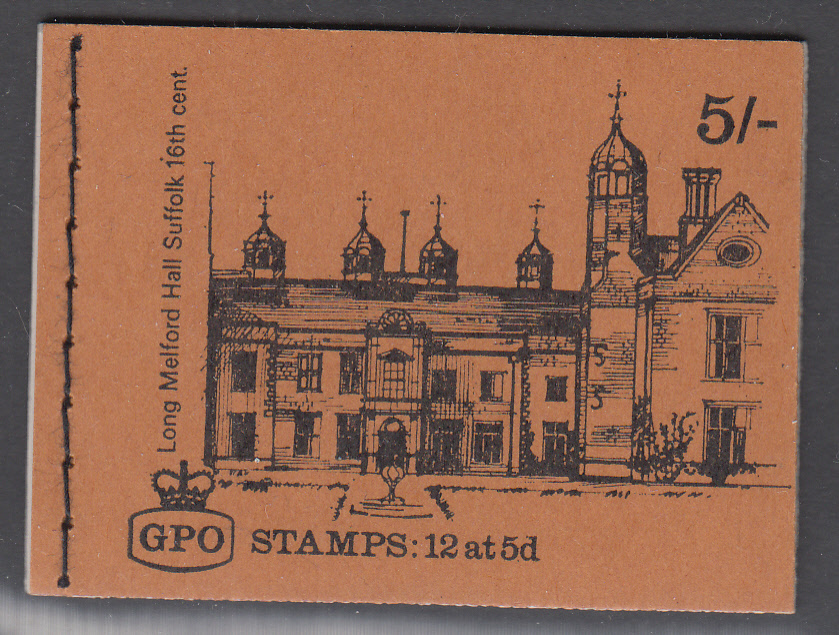 Long Melford Hall Suffolk 16th cent.
5/-
GPO
STAMPS: 12 at 5d